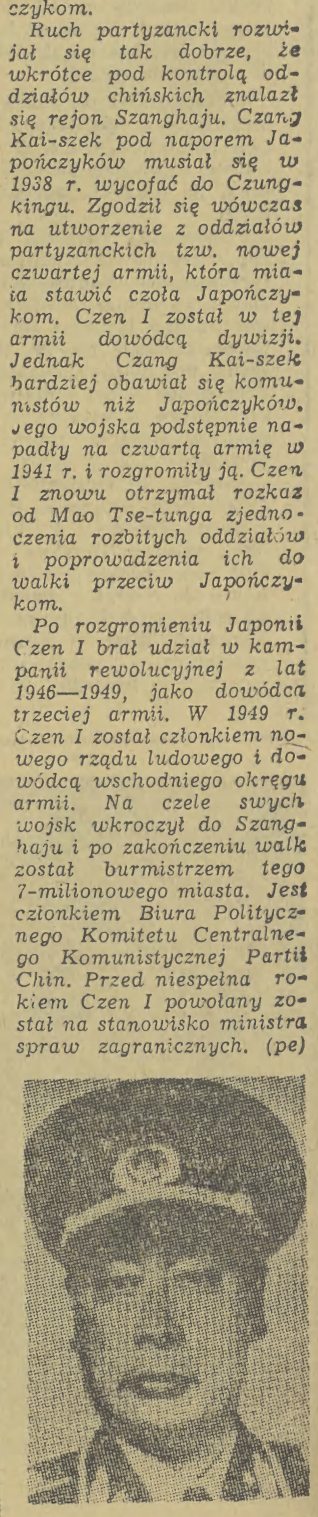 czykom.
Ruch partyzancki rozwi-
jał się tak dobrze, że
wkrótce pod kontrolą od-
działów chińskich znalazł
się rejon Szanghaju. Czang
Kai-szek pod naporem Ja-
pończyków musiał się w
1938 r. wycofać do Czung-
kingu. Zgodził się wówczas
na utworzenie z oddziałów
partyzanckich tzw. nowej
czwartej armii, która mia-
ła stawić czoła Japończy-
kom. Czen I został w tej
armii dowódcą dywizji.
Jednak Czang Kai-szek
bardziej obawiał się komu-
nistów niż Japończyków.
Jego wojska podstępnie na-
padły na czwartą armię w
1941 r. i rozgromiły ją. Czen
I znowu otrzymał rozkaz
od Mao Tse-tunga zjedno-
czenia rozbitych oddziałów
i poprowadzenia ich do
walki przeciw Japończy-
kom.
Po rozgromieniu Japonii
Czen I brał udział w kam-
panii rewolucyjnej z lat
1946—1949, jako dowódca
trzeciej armii. W 1949 r.
Czen I został członkiem no-
wego rządu ludowego i do-
wódcą wschodniego okręgu
armii. Na czele swych
wojsk wkroczył do Szang-
haju i po zakończeniu walk
został burmistrzem tego
7-milionowego miasta. Jest
członkiem Biura Politycz-
nego Komitetu Centralne-
go Komunistycznej Partii
Chin. Przed niespełna ro-
kiem Czen I powołany zo-
stał na stanowisko ministra
spraw zagranicznych. (pe)